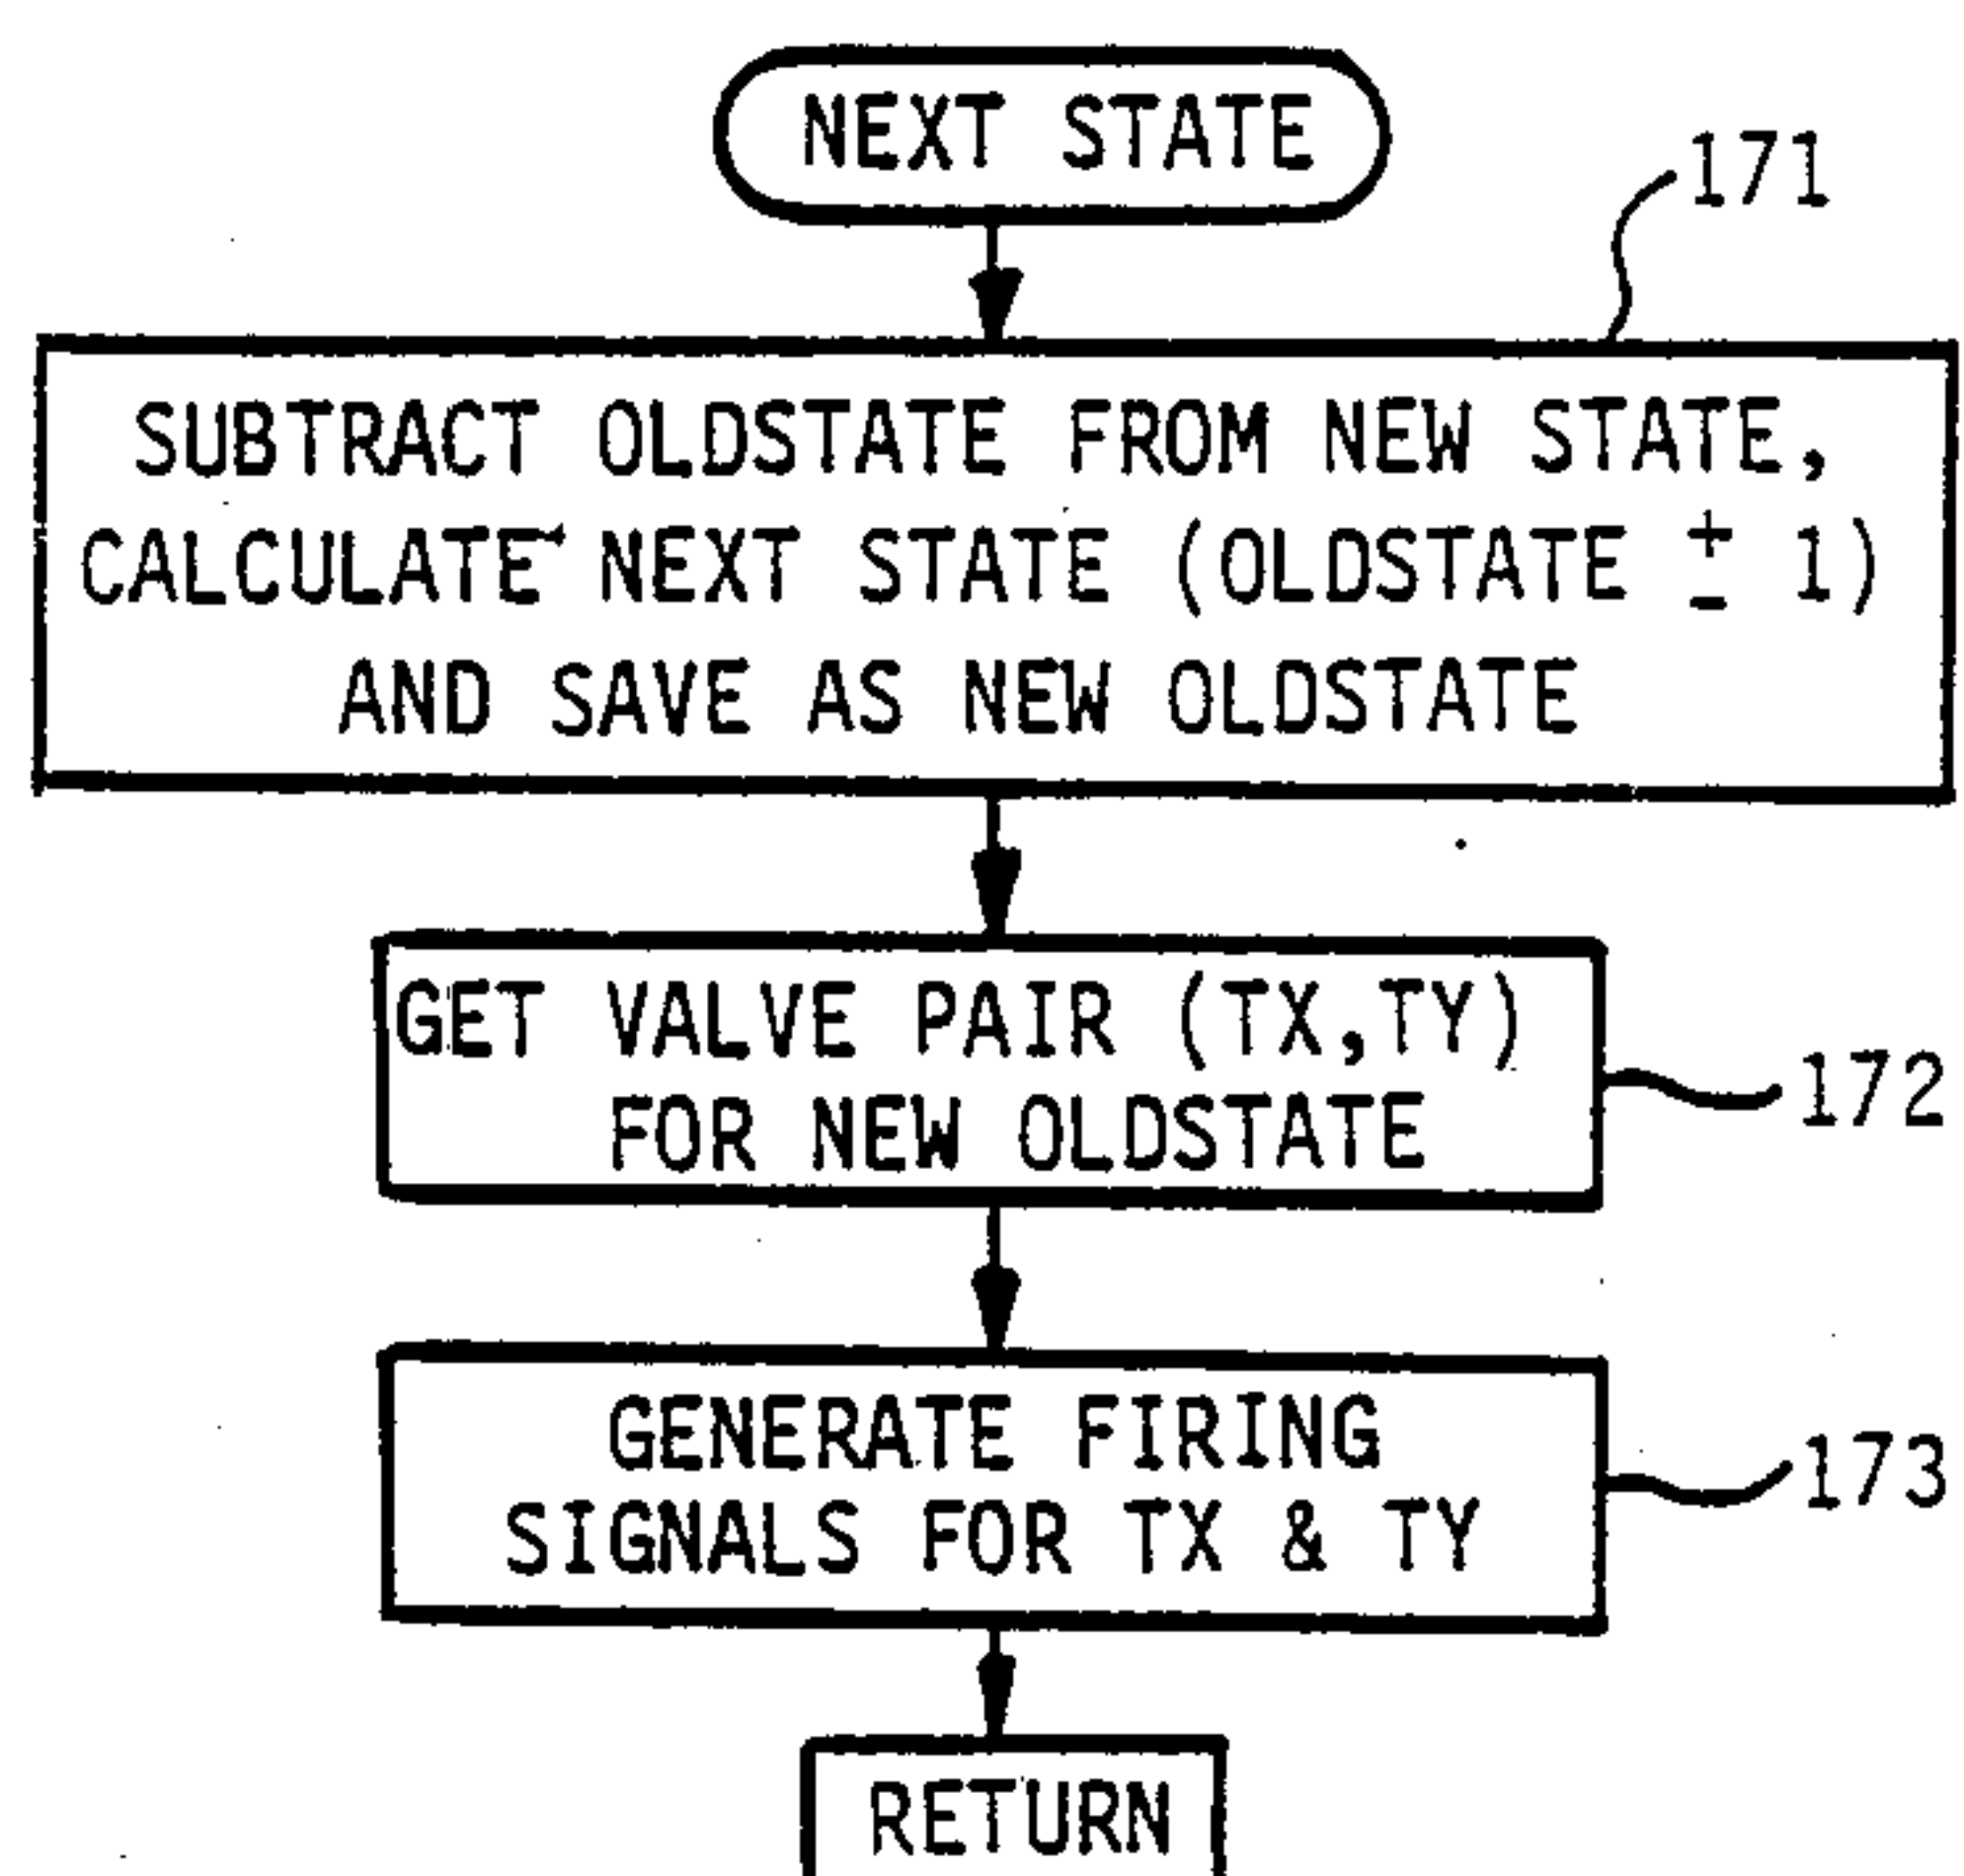 NEXT STATE
171
SUBTRACT OLDSTATE FROM NEW STATE,
CALCULATE NEXT STATE (OLDSTATE ± 1)
AND SAVE AS NEW OLDSTATE
GET VALVE PAIR (TX,TY)
FOR NEW OLDSTATE
172
GENERATE FIRING
SIGNALS FOR TX & TY
173
RETURN